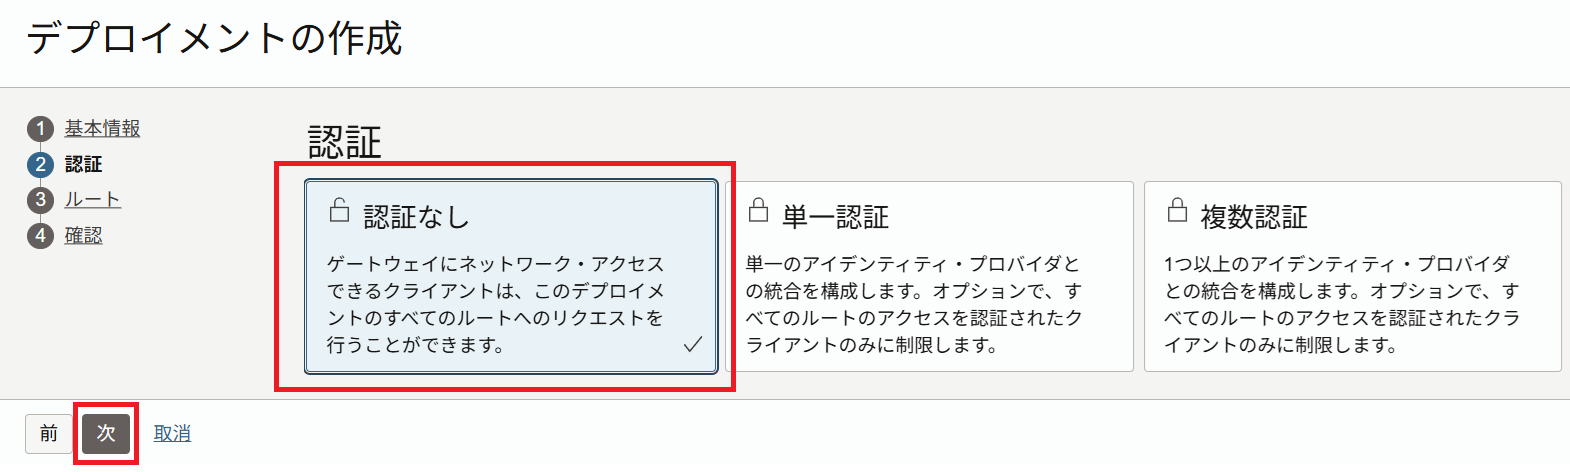 デプロイメントの作成
1 基本情報
2 認証
3 ルート
4 確認
認証
認証なし
ゲートウェイにネットワーク・アクセス
できるクライアントは、このデプロイメ
ントのすべてのルートへのリクエストを
行うことができます。
単一認証
単一のアイデンティティ・プロバイダと
の統合を構成します。オプションで、す
べてのルートのアクセスを認証されたク
ライアントのみに制限します。
複数認証
1つ以上のアイデンティティ・プロバイダ
との統合を構成します。オプションで、す
べてのルートのアクセスを認証されたクラ
イアントのみに制限します。
前 次 取消